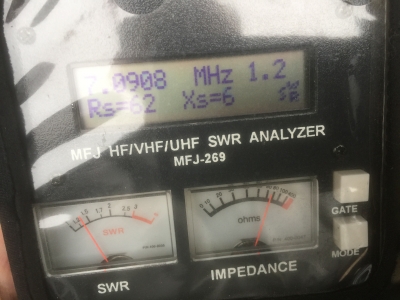 7.0908 MHz 1.2
Rs=62 Xs=6 SWR
MFJ HF/VHF/UHF SWR ANALYZER
MFJ-269
SWR
ohms
GATE
MODE
SWR
IMPEDANCE